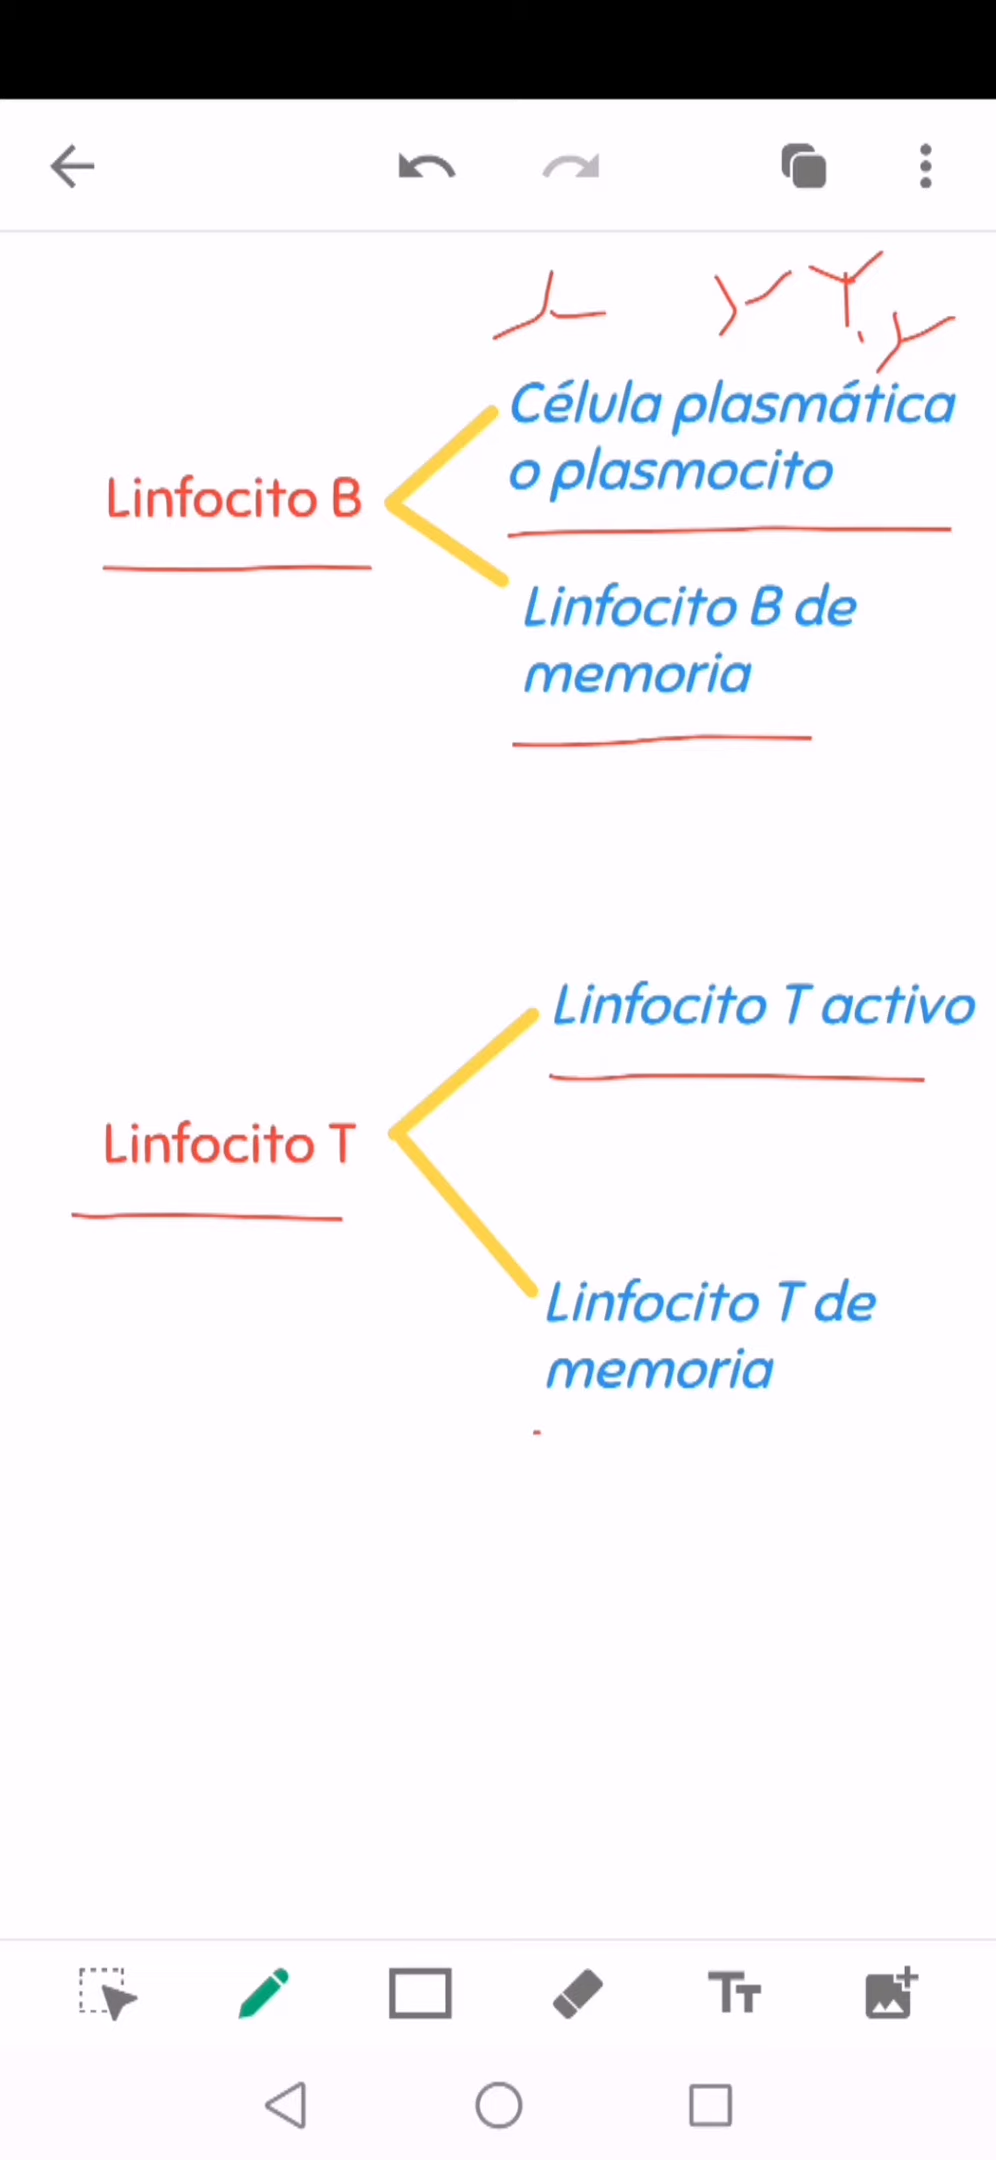 Célula plasmática
o plasmocito
Linfocito B
Linfocito B de
memoria
Linfocito T activo
Linfocito T
Linfocito T de
memoria